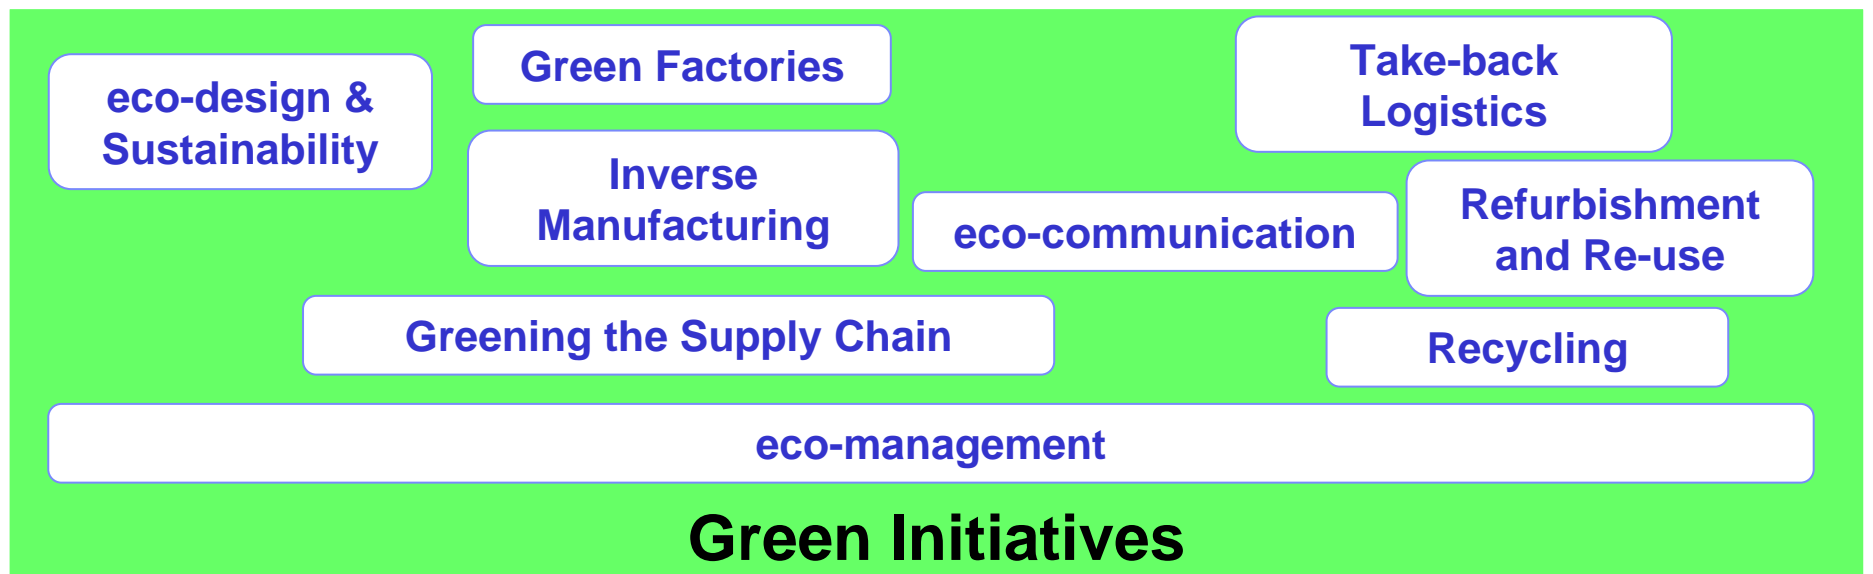 eco-design &
Sustainability
Green Factories
Inverse
Manufacturing
Take-back
Logistics
eco-communication
Refurbishment
and Re-use
Greening the Supply Chain
Recycling
eco-management
Green Initiatives